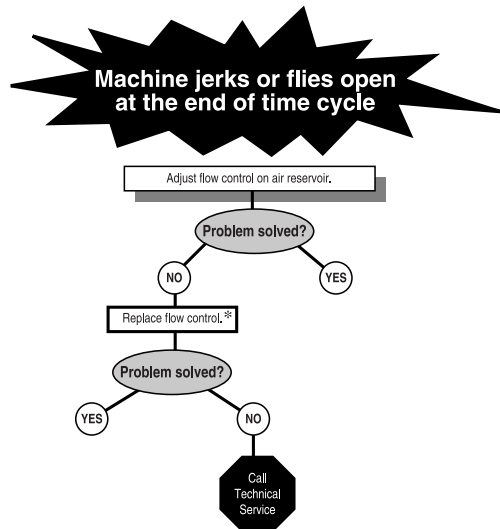 Machine jerks or flies open
at the end of time cycle
Adjust flow control on air reservoir.
Problem solved?
NO
YES
Replace flow control.*
Problem solved?
YES
NO
Call
Technical
Service